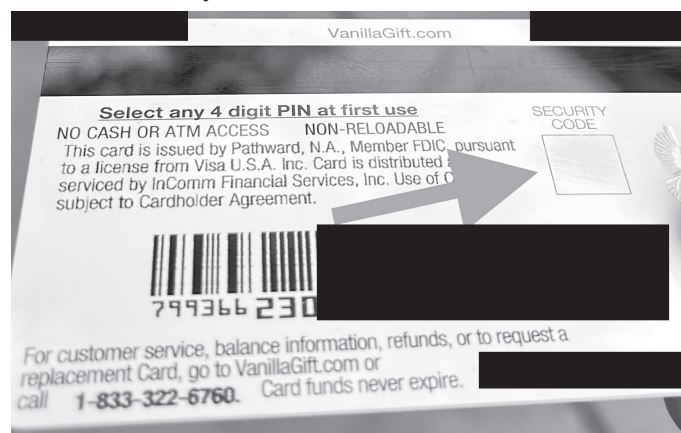 VanillaGift.com
Select any 4 digit PIN at first use
NO CASH OR ATM ACCESS NON-RELOADABLE
SECURITY
CODE
This card is issued by Pathward, N.A., Member FDIC, pursuant
to a license from Visa U.S.A. Inc. Card is distributed
serviced by InComm Financial Services, Inc. Use of
subject to Cardholder Agreement.
799366 230
For customer service, balance information, refunds, or to request a
replacement Card, go to VanillaGift.com or
call 1-833-322-6760. Card funds never expire.